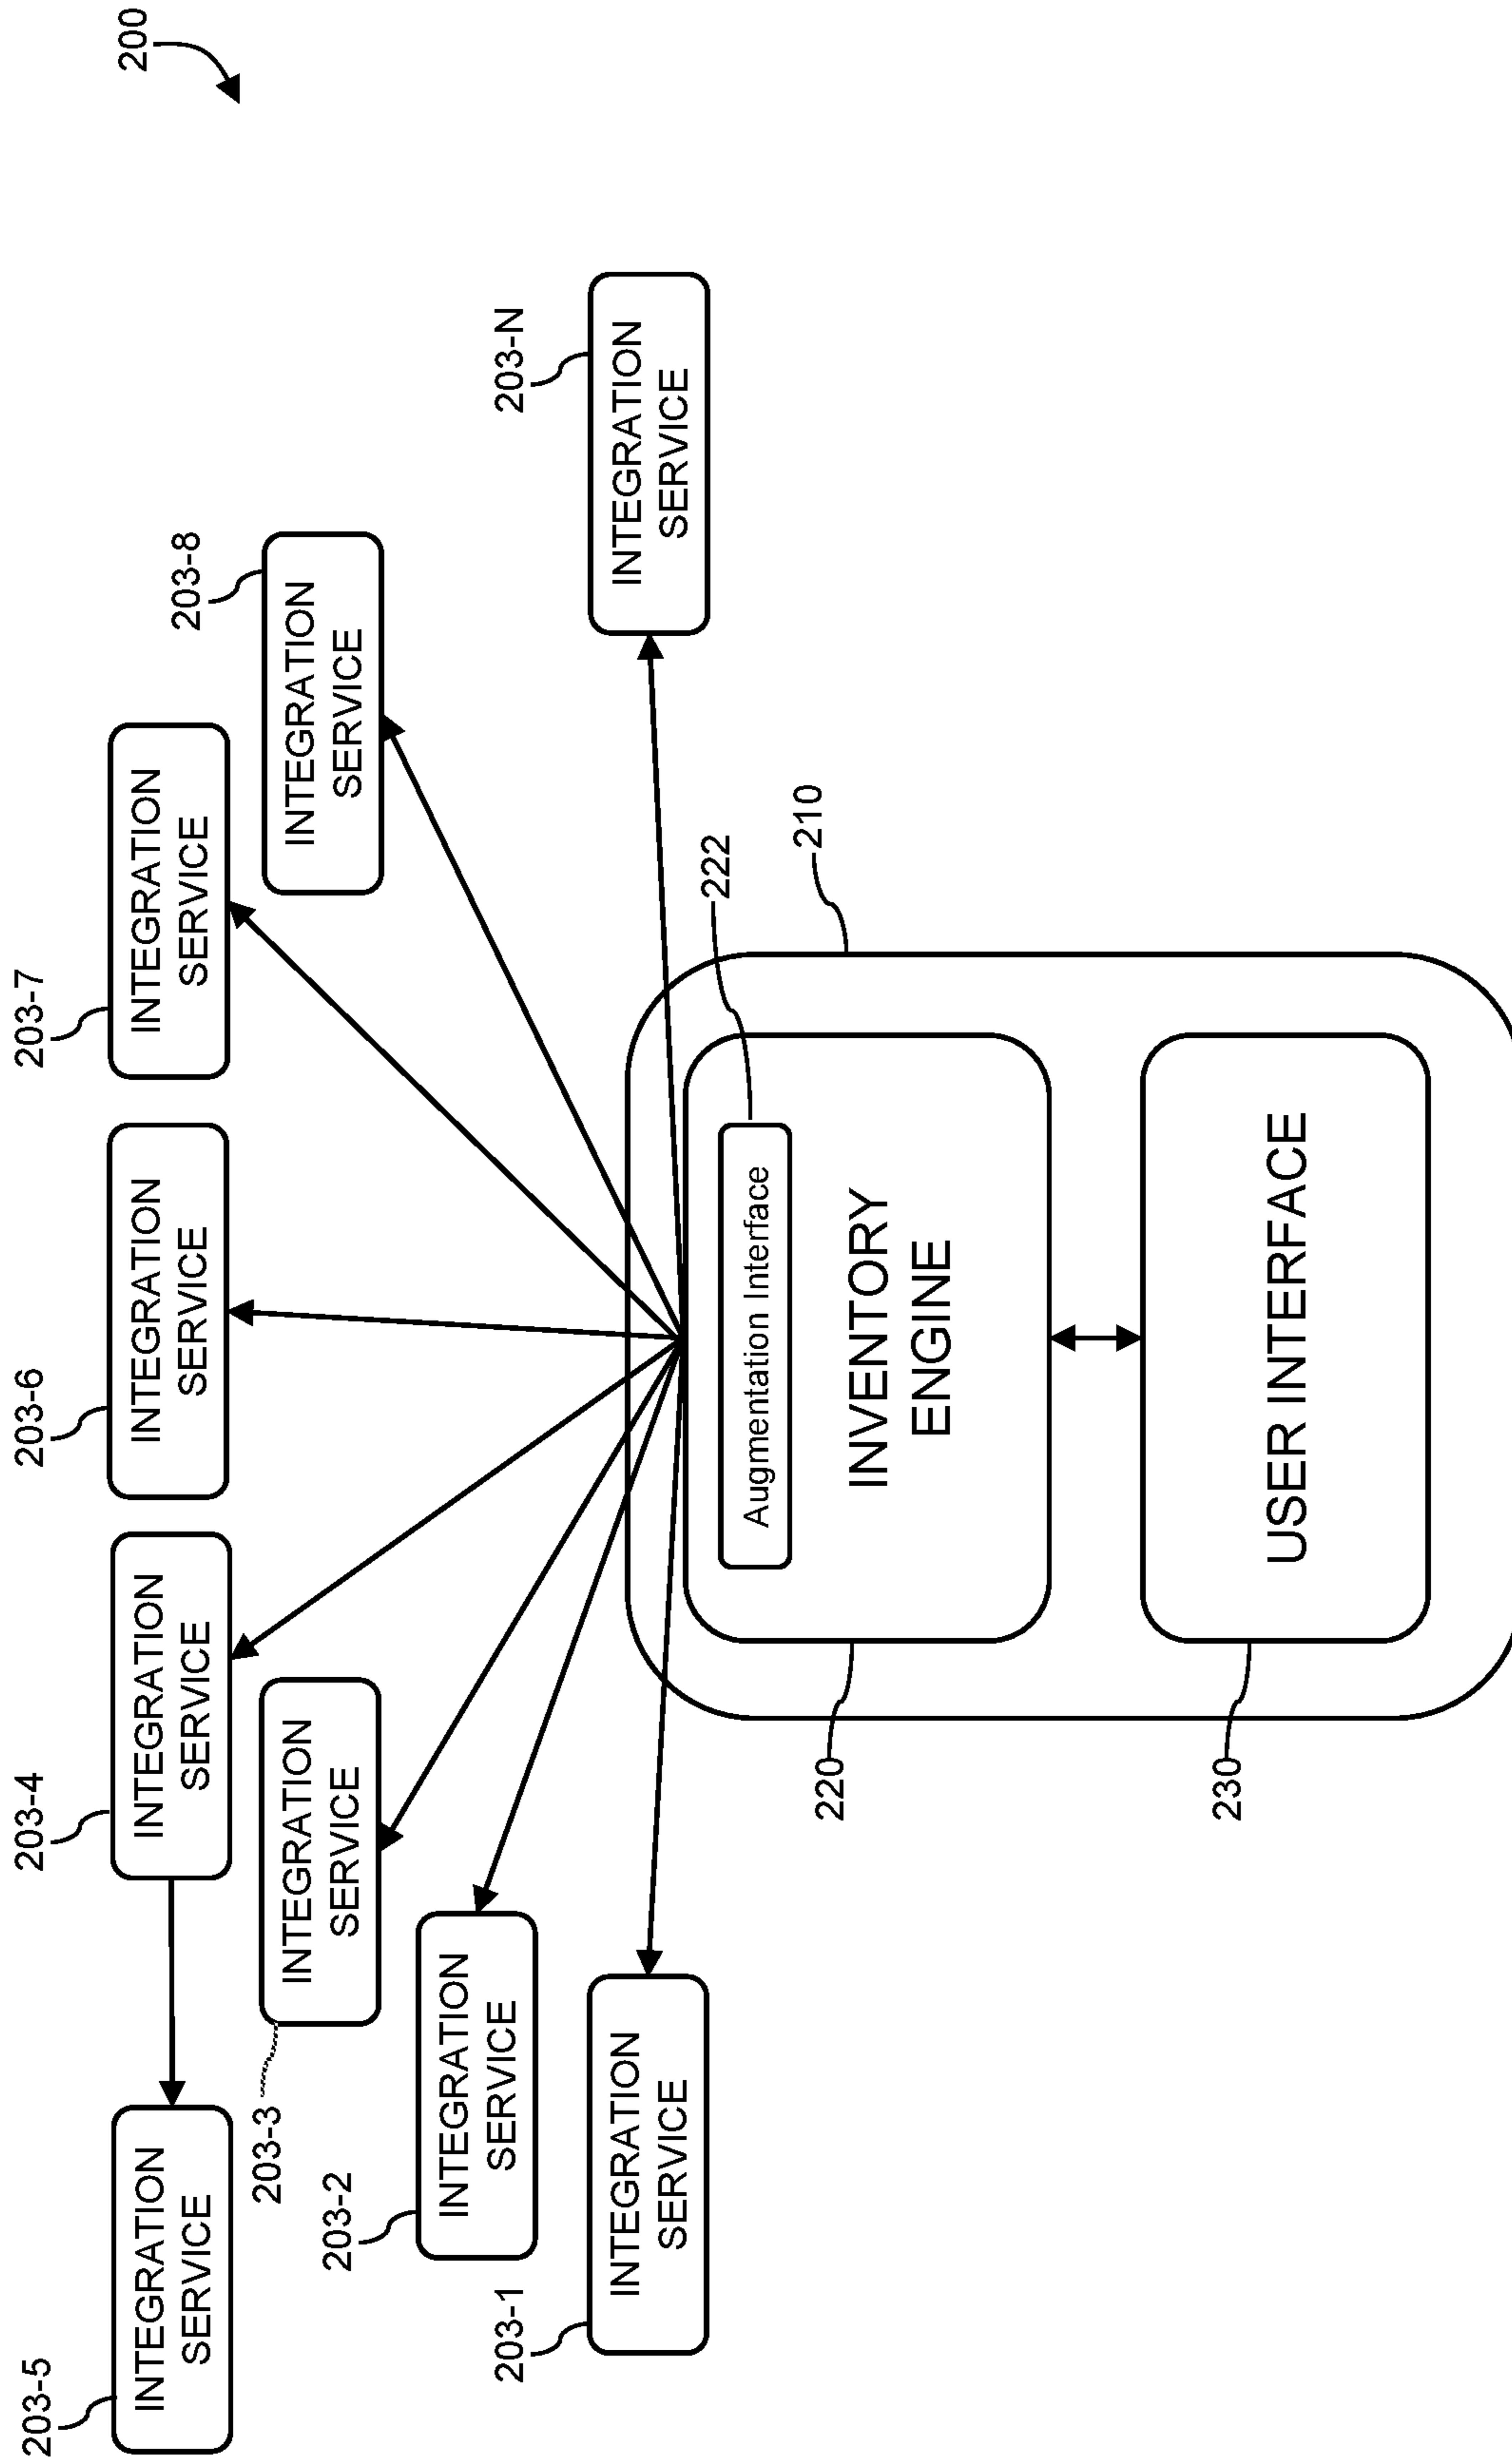 203-5
203-4
203-6
203-7
200
INTEGRATION
SERVICE
INTEGRATION
SERVICE
INTEGRATION
SERVICE
INTEGRATION
SERVICE
203-8
203-3
INTEGRATION
SERVICE
INTEGRATION
SERVICE
203-2
INTEGRATION
SERVICE
203-1
203-N
INTEGRATION
SERVICE
INTEGRATION
SERVICE
222
Augmentation Interface
210
220
INVENTORY
ENGINE
230
USER INTERFACE